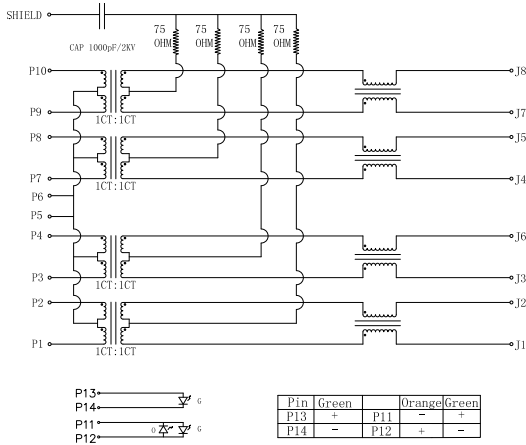 SHIELD
75 OHM 75 OHM 75 OHM 75 OHM
CAP 1000pF/2KV
P10 J8
P9 J7
1CT:1CT
P8 J5
P7 J4
1CT:1CT
P6
P5
P4 J6
P3 J3
1CT:1CT
P2 J2
P1 J1
1CT:1CT
P13
G
P14
P11
O G
P12
Pin Green Orange Green
P13 + P11 - +
P14 - P12 + -